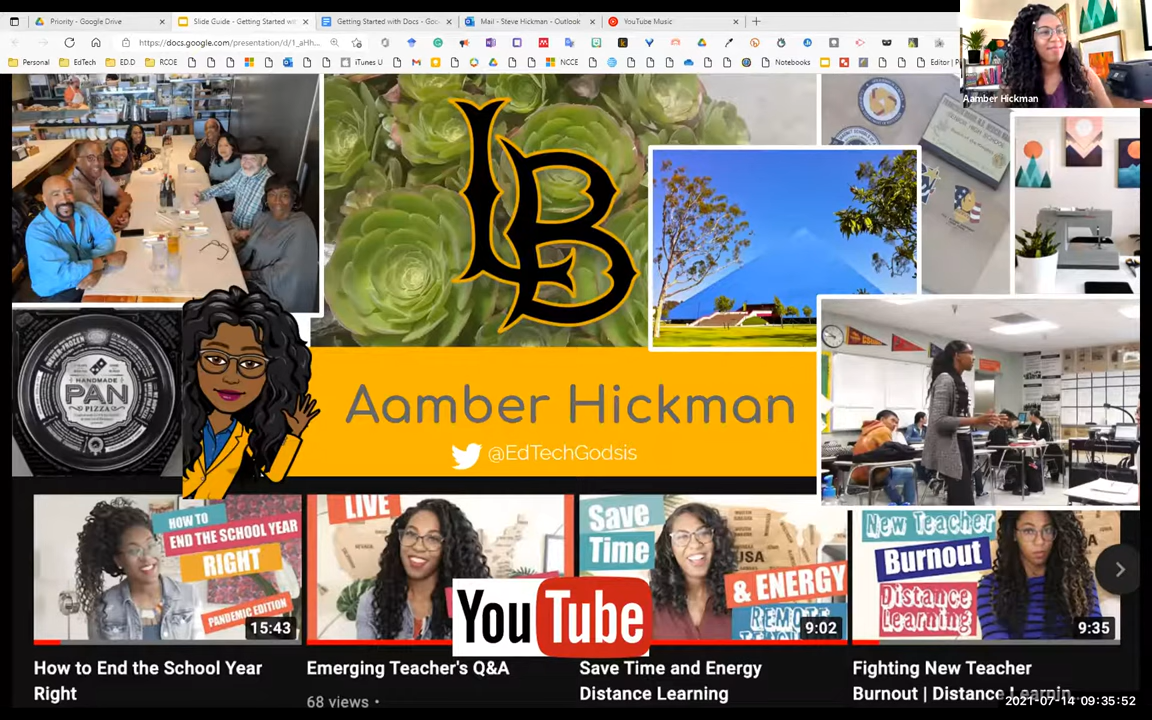 Priority - Google Drive
Slide Guide - Getting Started wit
Getting Started with Docs - Goo
Mail - Steve Hickman - Outlook
YouTube Music
https://docs.google.com/presentation/d/1_aHh...
Personal
EdTech
ED.D
RCOE
iTunes U
NCCE
Notebooks
Editor | P
Aamber Hickman
LB
HANDMADE
PAN
PIZZA
Aamber Hickman
@EdTechGodsis
HOW TO
END THE SCHOOL YEAR
RIGHT
PANDEMIC EDITION
15:43
LIVE
Save
Time
& ENERGY
USA
9:02
New Teacher
Burnout
Distance
Learning
9:35
YouTube
How to End the School Year
Right
Emerging Teacher's Q&A
68 views •
Save Time and Energy
Distance Learning
Fighting New Teacher
Burnout | Distance Learnin...
2021-07-14 09:35:52